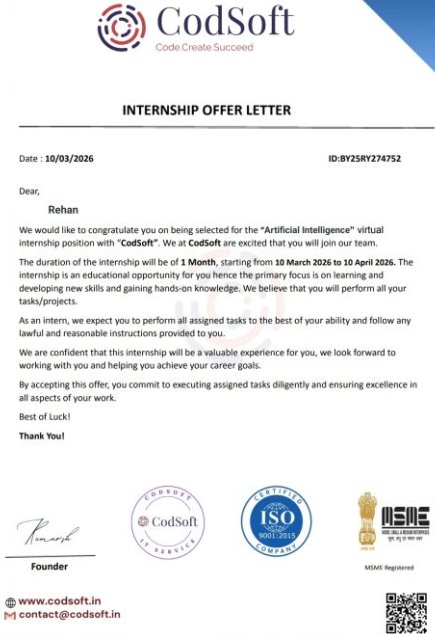 CodSoft
Code.Create Succeed
INTERNSHIP OFFER LETTER
Date : 10/03/2026
ID:BY25RY274752
Dear,
Rehan
We would like to congratulate you on being selected for the “Artificial Intelligence” virtual
internship position with “CodSoft”. We at CodSoft are excited that you will join our team.
The duration of the internship will be of 1 Month, starting from 10 March 2026 to 10 April 2026. The
internship is an educational opportunity for you hence the primary focus is on learning and
developing new skills and gaining hands-on knowledge. We believe that you will perform all your
tasks/projects.
As an intern, we expect you to perform all assigned tasks to the best of your ability and follow any
lawful and reasonable instructions provided to you.
We are confident that this internship will be a valuable experience for you, we look forward to
working with you and helping you achieve your career goals.
By accepting this offer, you commit to executing assigned tasks diligently and ensuring excellence in
all aspects of your work.
Best of Luck!
Thank You!
Founder
CODSOFT
CodSoft
IT SERVICE
CERTIFIED
ISO
9001:2015
COMPANY
MSME
MICRO, SMALL & MEDIUM ENTERPRISES
MSME Registered
www.codsoft.in
contact@codsoft.in